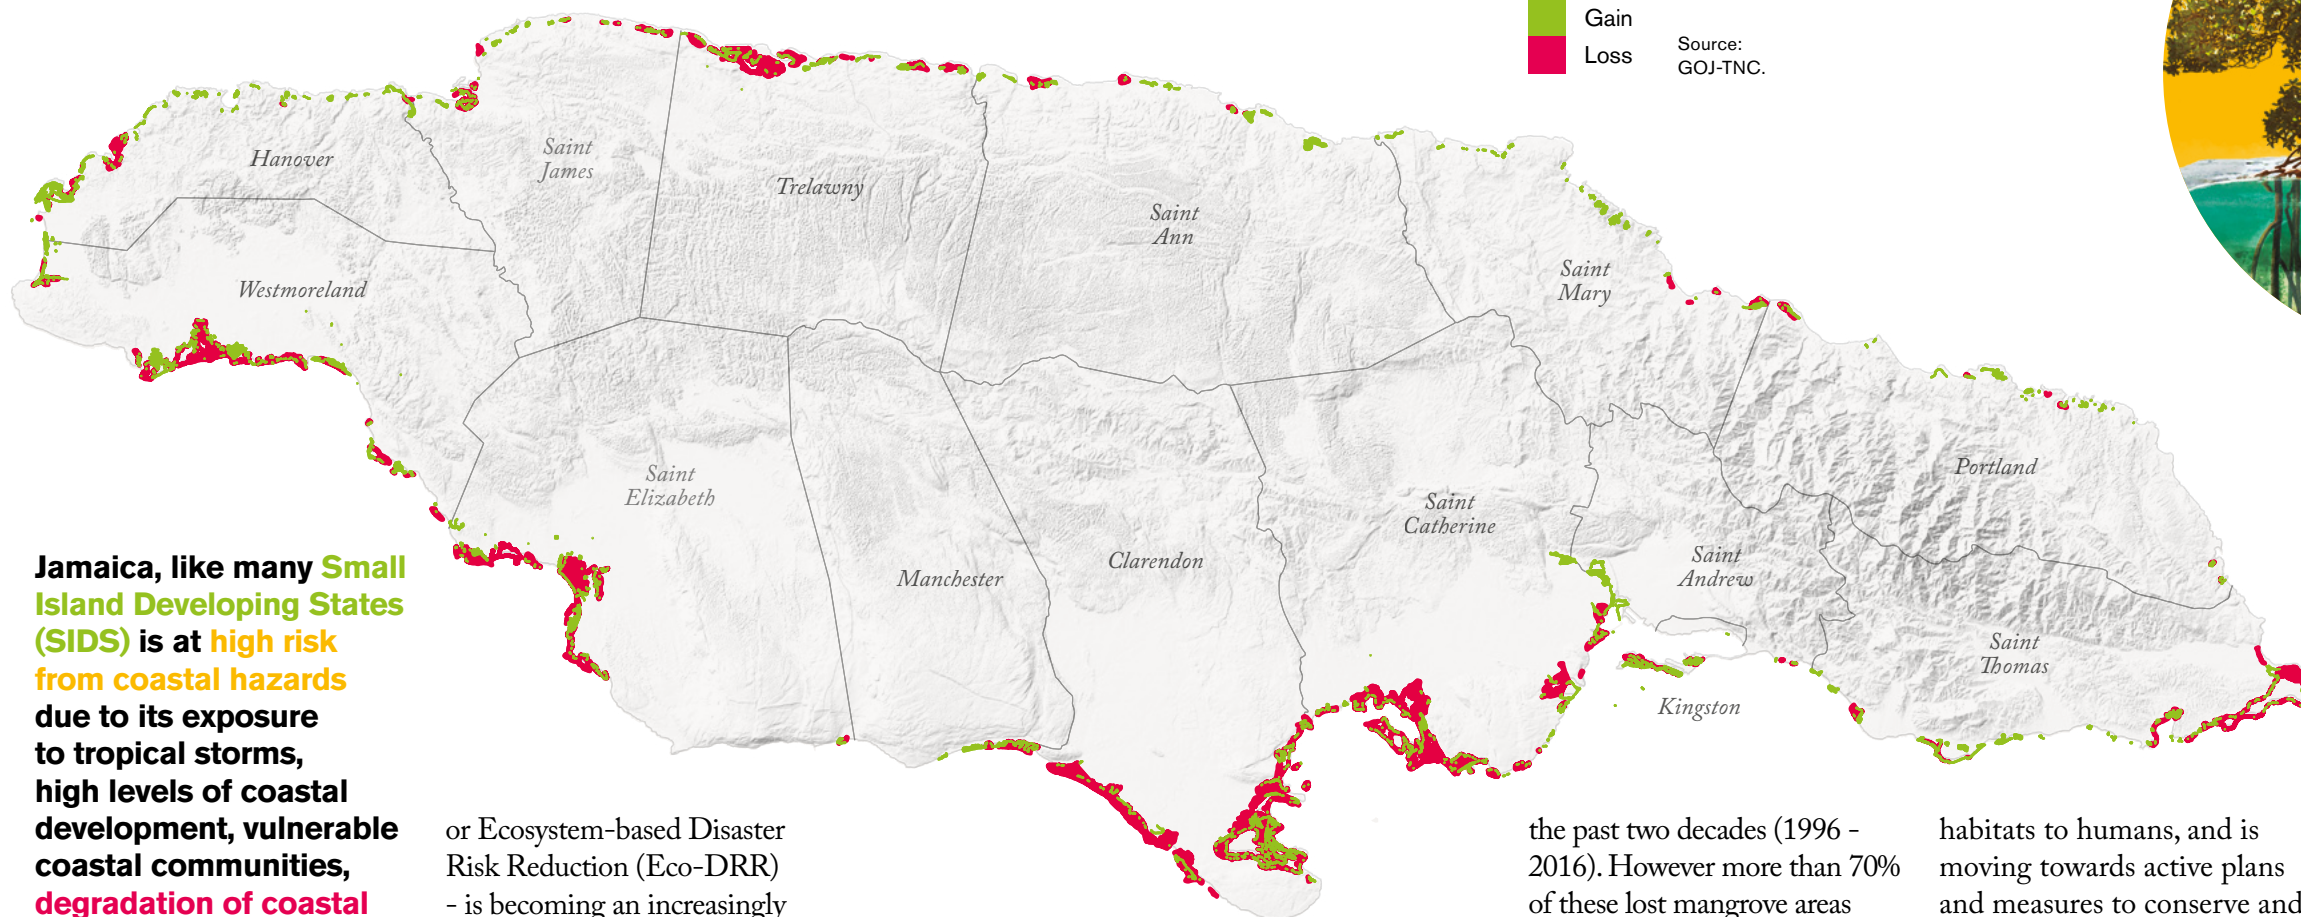 Gain
Loss
Source:
GOJ-TNC.
Hanover
Saint
James
Trelawny
Saint
Ann
Saint
Mary
Westmoreland
Saint
Elizabeth
Manchester
Clarendon
Saint
Catherine
Saint
Andrew
Kingston
Portland
Saint
Thomas
Jamaica, like many Small
Island Developing States
(SIDS) is at high risk
from coastal hazards
due to its exposure
to tropical storms,
high levels of coastal
development, vulnerable
coastal communities,
degradation of coastal
or Ecosystem-based Disaster
Risk Reduction (Eco-DRR)
- is becoming an increasingly
the past two decades (1996 -
2016). However more than 70%
of these lost mangrove areas
habitats to humans, and is
moving towards active plans
and measures to conserve and